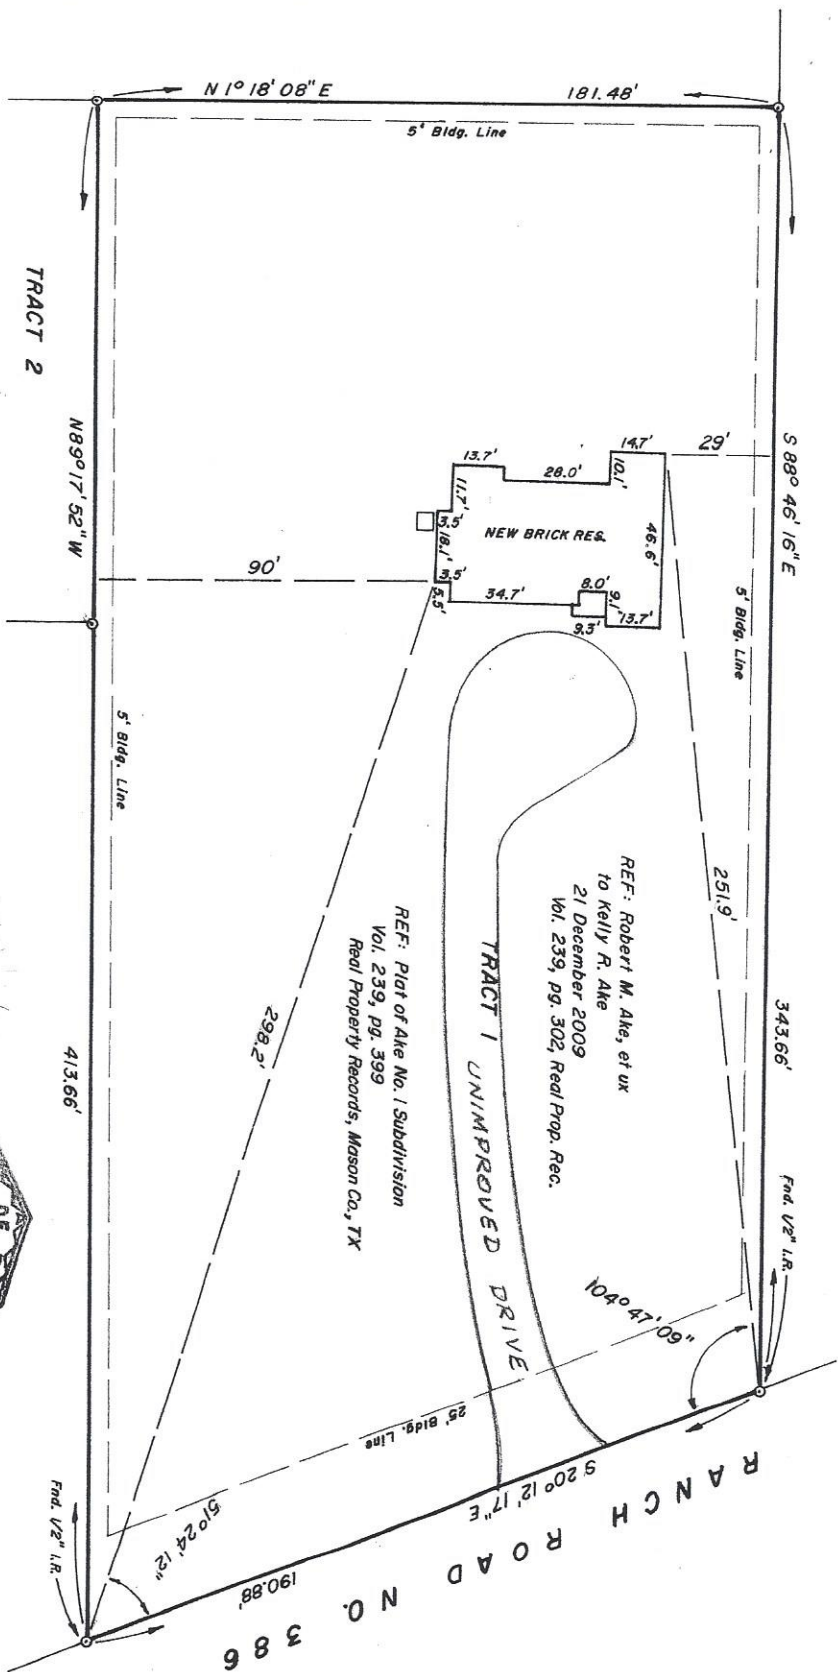 N 1° 18' 08" E
181.48'
5' Bldg. Line
TRACT 2
N89° 17' 52" W
S 88° 46' 16" E
14.7'
29'
13.7'
28.0'
10.1'
11.7'
3.5'
NEW BRICK RES.
46.6'
18.1'
90'
3.5'
5.5'
34.7'
8.0'
9.1'
13.7'
9.3'
5' Bldg. Line
5' Bldg. Line
251.9'
REF: Robert M. Ake, et ux
to Kelly R. Ake
21 December 2009
Vol. 239, pg. 302, Real Prop. Rec.
TRACT 1
UNIMPROVED DRIVE
REF: Plat of Ake No. 1 Subdivision
Vol. 239, pg. 399
Real Property Records, Mason Co., TX
298.2'
343.66'
413.66'
Fnd. 1/2" I.R.
104° 47' 09"
25' Bldg. Line
S 20° 12' 17" E
51° 24' 12"
190.88'
Fnd. 1/2" I.R.
RANCH ROAD NO. 386